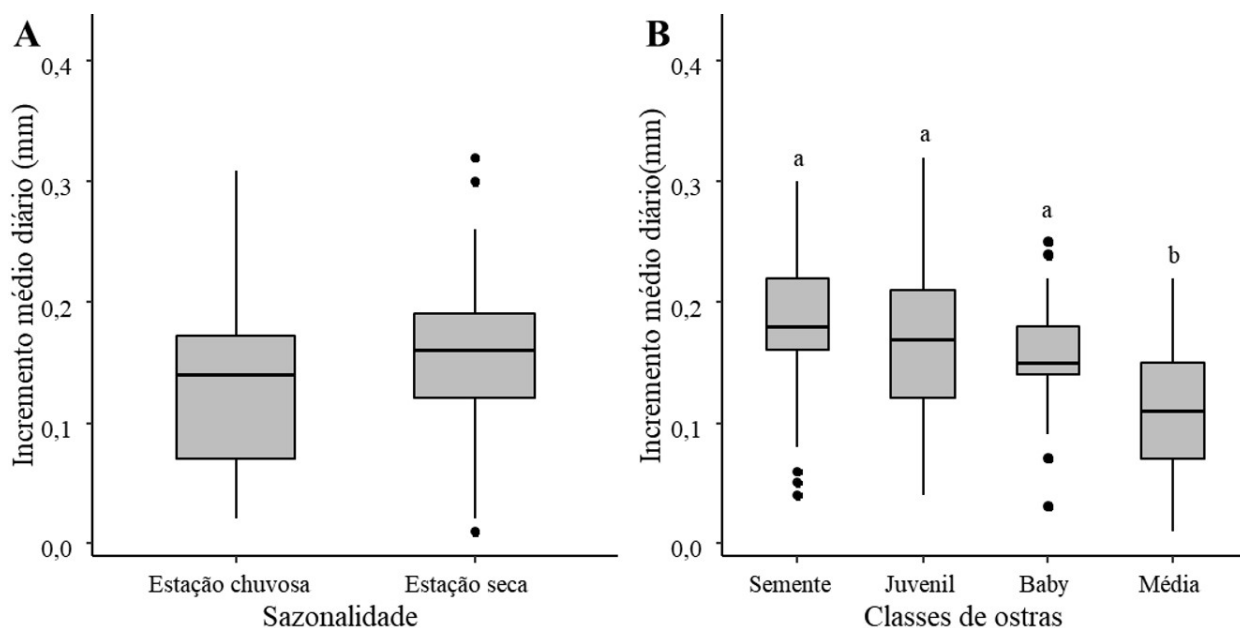 A
Incremento médio diário (mm)
0,4
0,3
0,2
0,1
0,0
Estação chuvosa Estação seca
Sazonalidade
B
Incremento médio diário(mm)
0,4
0,3
0,2
0,1
0,0
a a a b
Semente Juvenil Baby Média
Classes de ostras